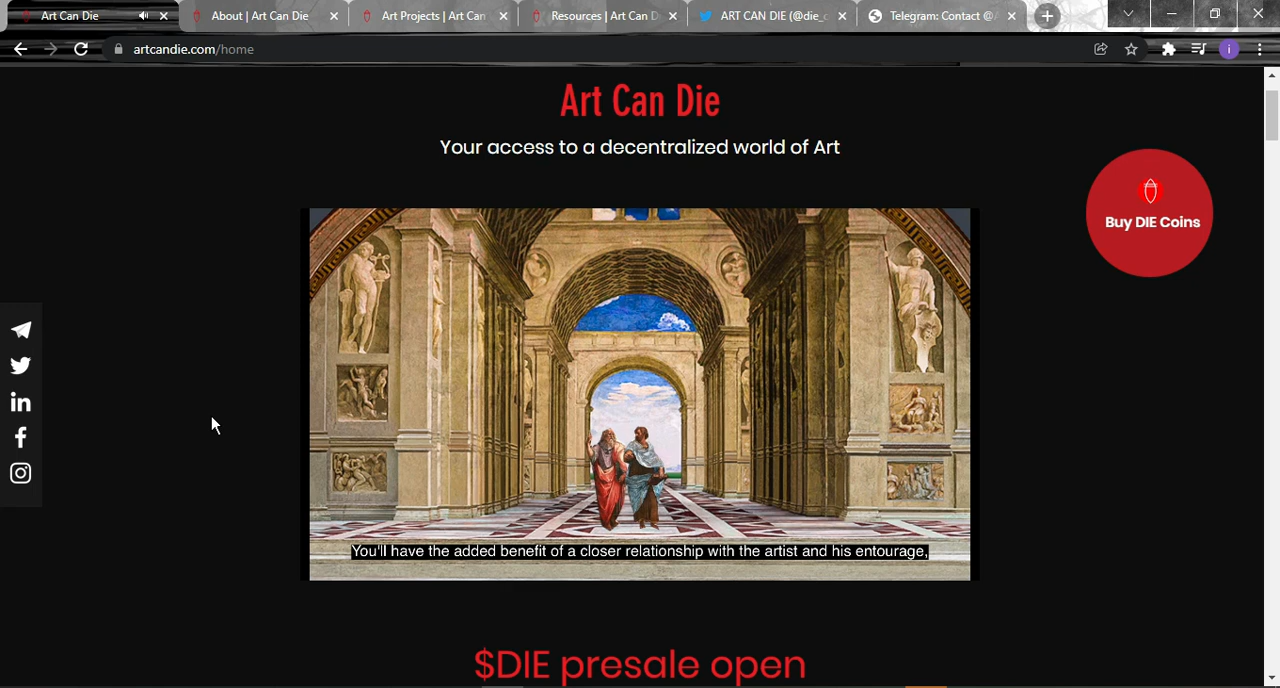 Art Can Die
About | Art Can Die
Art Projects | Art Can
Resources | Art Can D
ART CAN DIE (@die_c
Telegram: Contact @A
artcandie.com/home
i
Art Can Die
Your access to a decentralized world of Art
Buy DIE Coins
You'll have the added benefit of a closer relationship with the artist and his entourage,
$DIE presale open